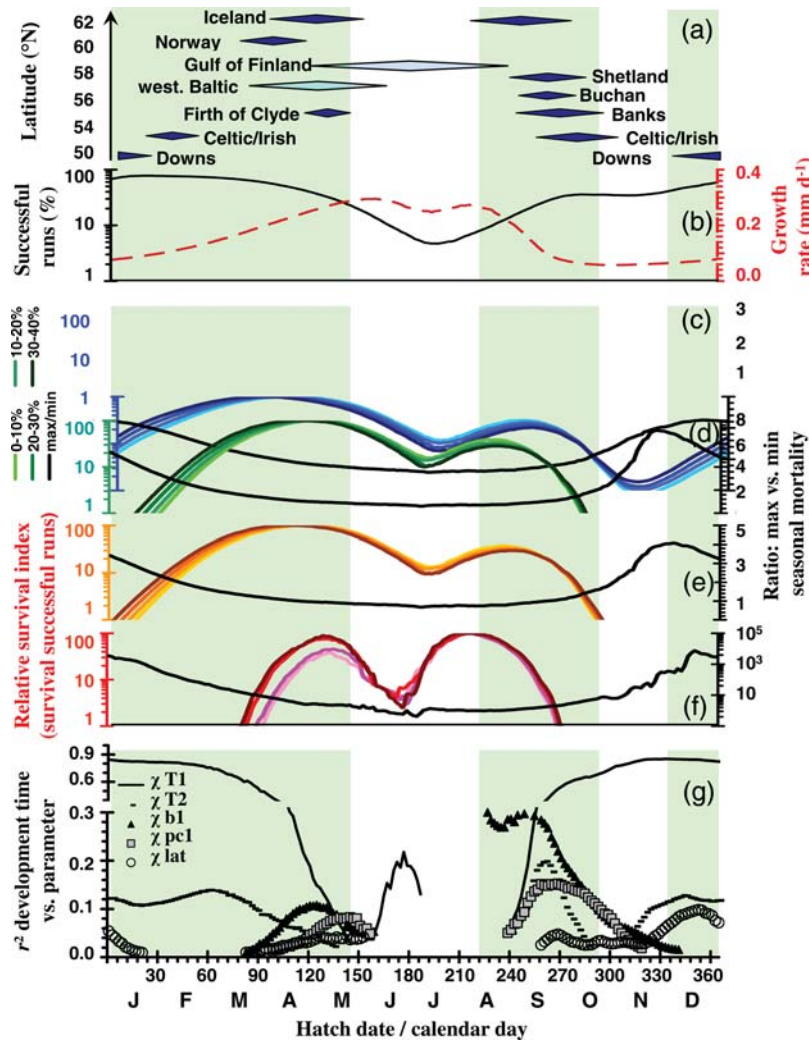 (a)
Latitude (°N)
62
60
58
56
54
50
Iceland
Norway
Gulf of Finland
west. Baltic
Firth of Clyde
Celtic/Irish
Downs
Shetland
Buchan
Banks
Celtic/Irish
Downs
(b)
Successful
runs (%)
100
10
1
0.4
0.2
0.0
Growth
rate (mm d-1)
(c)
10-20%
30-40%
0-10%
20-30%
max/min
100
10
1
3
2
1
(d)
100
10
1
8
6
4
2
(e)
100
10
1
5
3
1
Ratio: max vs. min
seasonal mortality
Relative survival index
(survival successful runs)
(f)
100
10
1
10⁵
10³
10
(g)
r² development time
vs. parameter
0.9
0.6
0.3
0.2
0.1
0.0
χ T1
χ T2
χ b1
χ pc1
χ lat
30 60 90 120 150 180 210 240 270 300 330 360
J F M A M J J A S O N D
Hatch date / calendar day